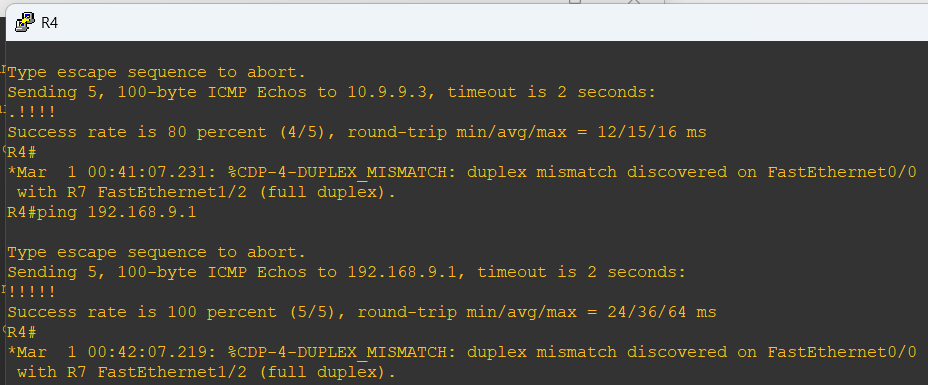 R4
Type escape sequence to abort.
Sending 5, 100-byte ICMP Echos to 10.9.9.3, timeout is 2 seconds:
.!!!!
Success rate is 80 percent (4/5), round-trip min/avg/max = 12/15/16 ms
R4#
*Mar  1 00:41:07.231: %CDP-4-DUPLEX_MISMATCH: duplex mismatch discovered on FastEthernet0/0
 with R7 FastEthernet1/2 (full duplex).
R4#ping 192.168.9.1
Type escape sequence to abort.
Sending 5, 100-byte ICMP Echos to 192.168.9.1, timeout is 2 seconds:
!!!!!
Success rate is 100 percent (5/5), round-trip min/avg/max = 24/36/64 ms
R4#
*Mar  1 00:42:07.219: %CDP-4-DUPLEX_MISMATCH: duplex mismatch discovered on FastEthernet0/0
 with R7 FastEthernet1/2 (full duplex).